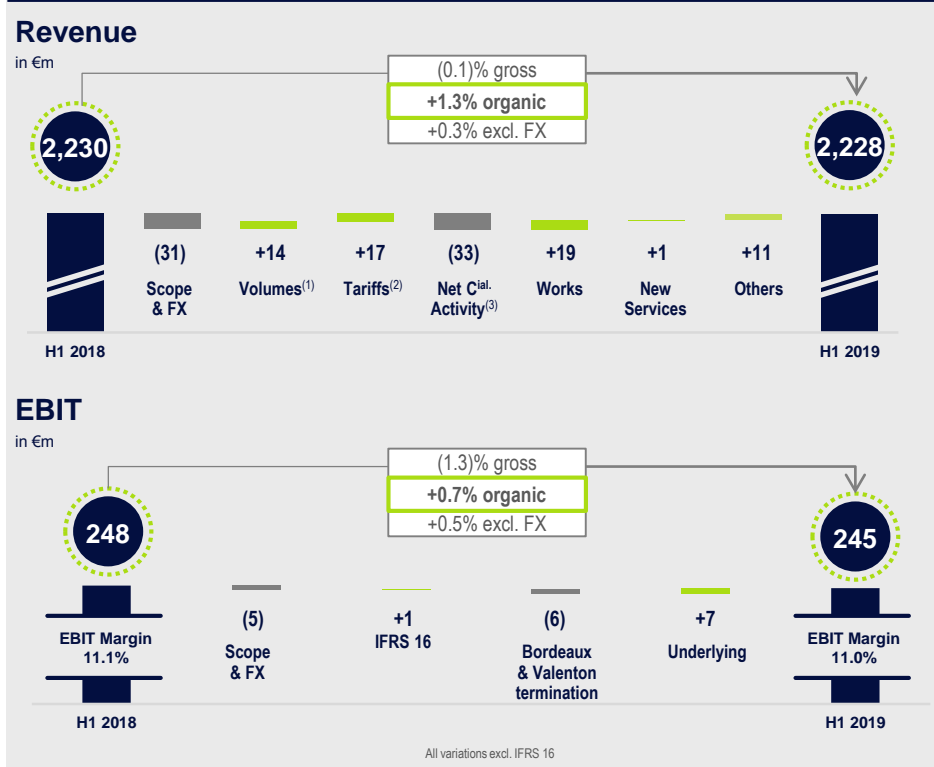 Revenue
in €m
(0.1)% gross
+1.3% organic
+0.3% excl. FX
2,230
2,228
(31)
+14
+17
(33)
+19
+1
+11
Scope
& FX
Volumes(1)
Tariffs(2)
Net Cial.
Activity(3)
Works
New
Services
Others
H1 2018
H1 2019
EBIT
in €m
(1.3)% gross
+0.7% organic
+0.5% excl. FX
248
245
EBIT Margin
11.1%
(5)
Scope
& FX
+1
IFRS 16
(6)
Bordeaux
& Valenton
termination
+7
Underlying
EBIT Margin
11.0%
H1 2018
H1 2019
All variations excl. IFRS 16